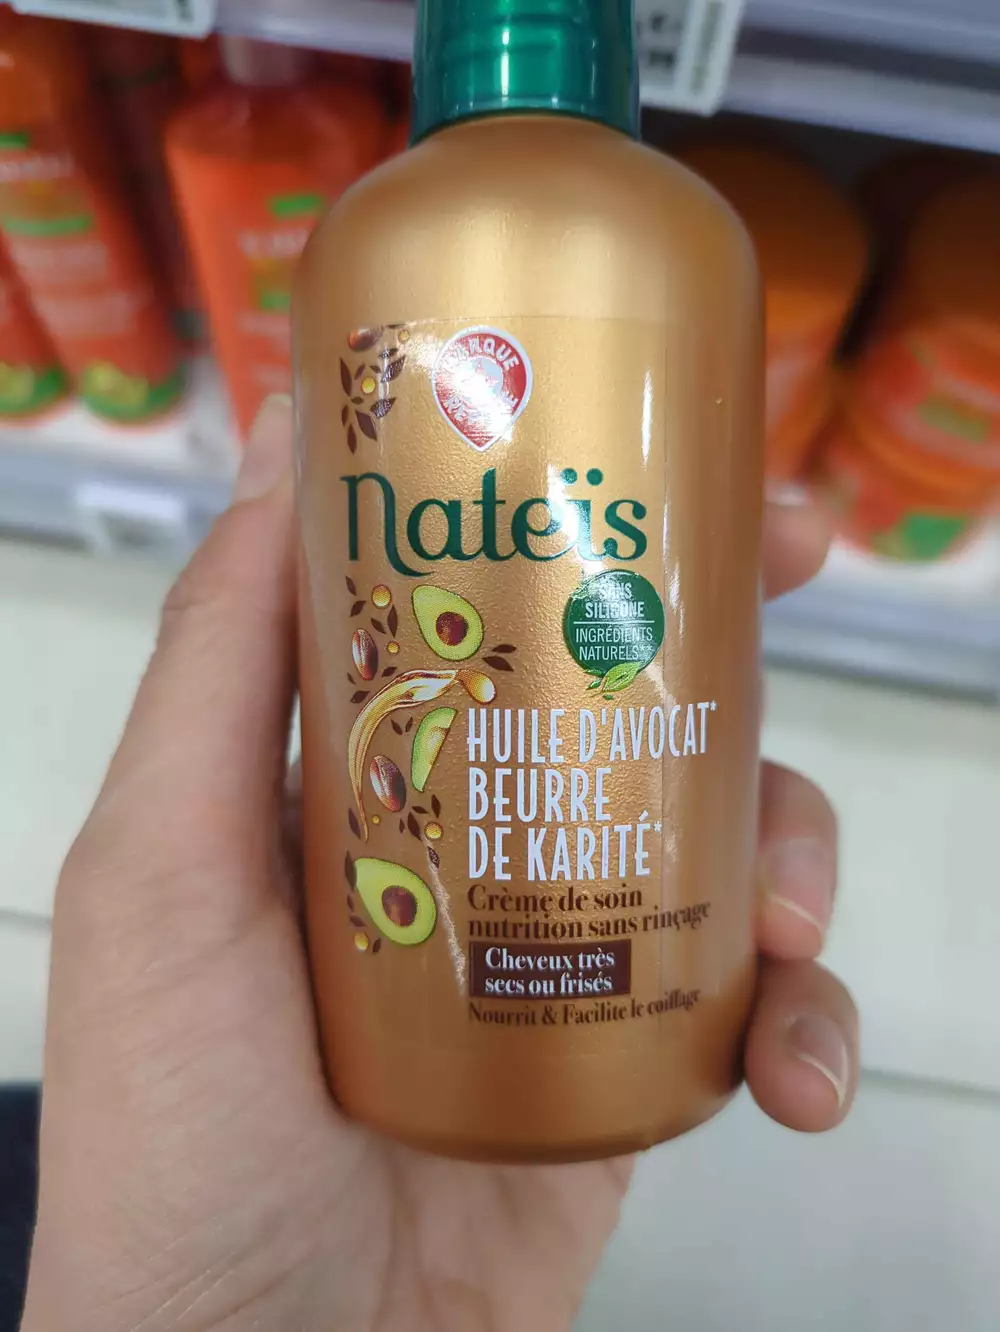 MARQUE
REPÈRE
Nateïs
SANS
SILICONE
INGRÉDIENTS
NATURELS**
HUILE D'AVOCAT*
BEURRE
DE KARITÉ*
Crème de soin
nutrition sans rinçage
Cheveux très
secs ou frisés
Nourrit & Facilite le coiffage